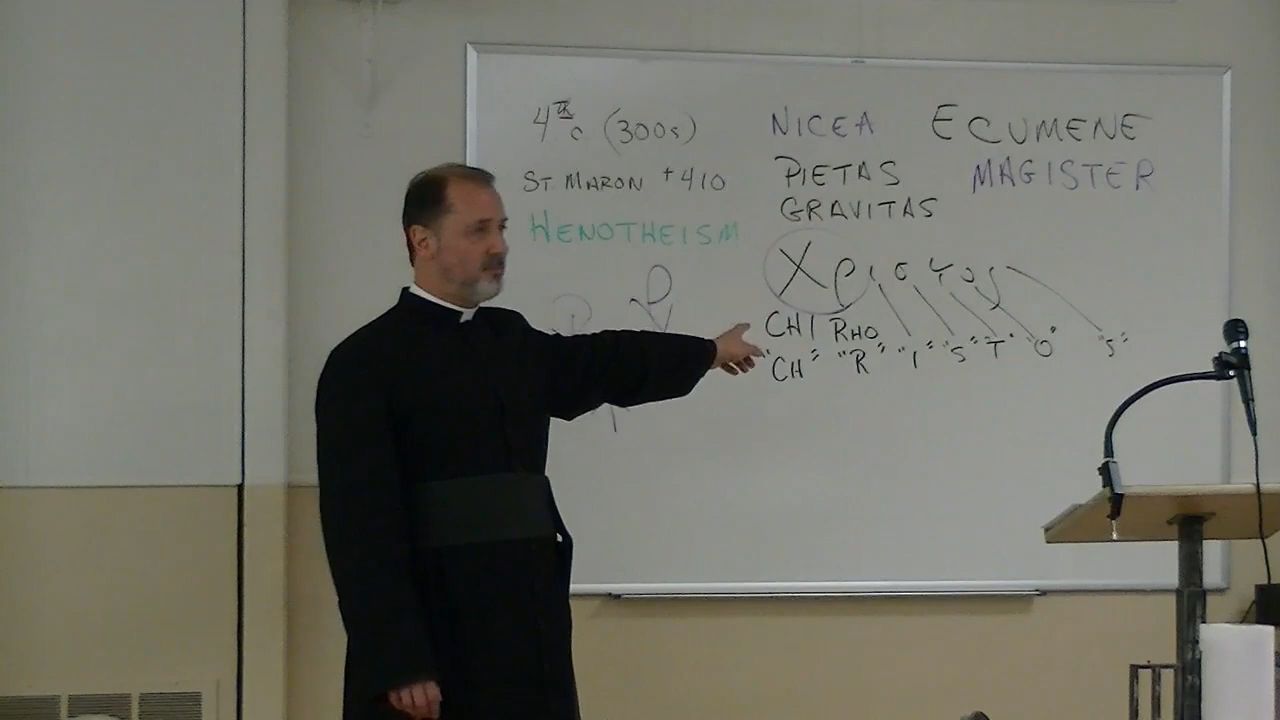 4th c (300s) NICEA ECUMENE
ST. MARON +410 PIETAS MAGISTER
HENOTHEISM GRAVITAS
Χριστος
CHI RHO
"CH" "R" "I" "S" "T" "O" "S"